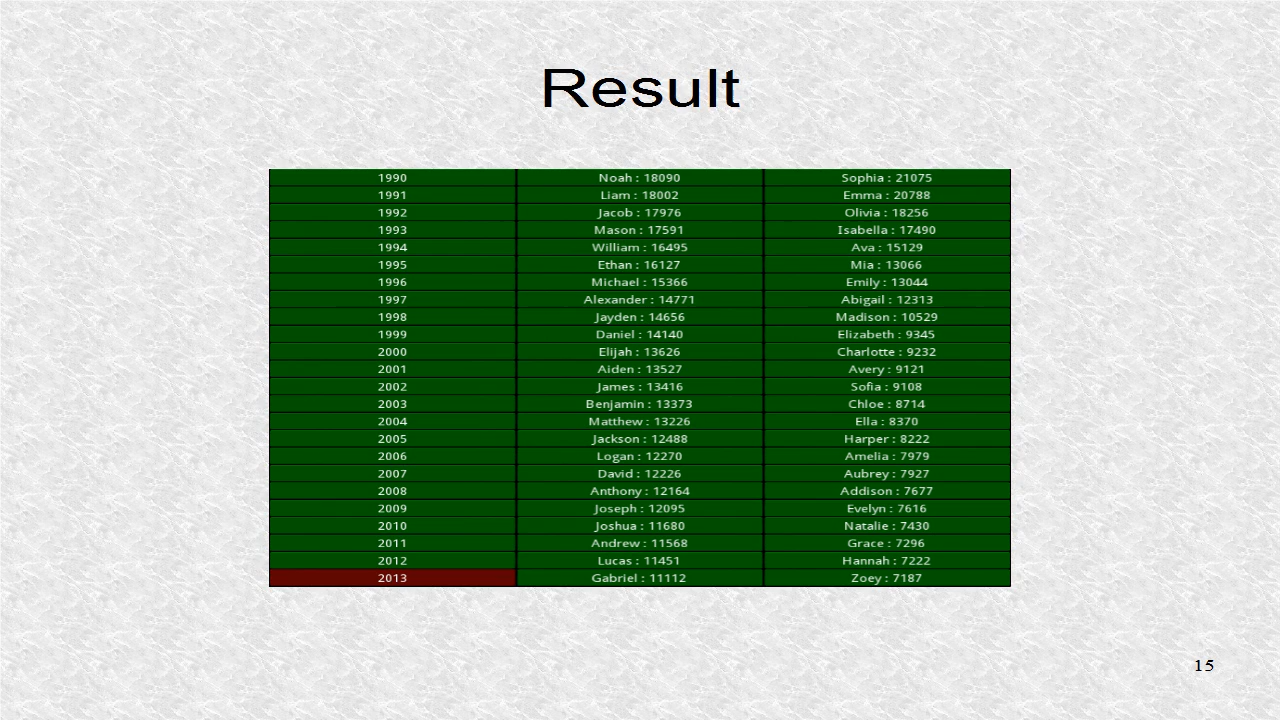 Result
1990 Noah : 18090 Sophia : 21075
1991 Liam : 18002 Emma : 20788
1992 Jacob : 17976 Olivia : 18256
1993 Mason : 17591 Isabella : 17490
1994 William : 16495 Ava : 15129
1995 Ethan : 16127 Mia : 13066
1996 Michael : 15366 Emily : 13044
1997 Alexander : 14771 Abigail : 12313
1998 Jayden : 14656 Madison : 10529
1999 Daniel : 14140 Elizabeth : 9345
2000 Elijah : 13626 Charlotte : 9232
2001 Aiden : 13527 Avery : 9121
2002 James : 13416 Sofia : 9108
2003 Benjamin : 13373 Chloe : 8714
2004 Matthew : 13226 Ella : 8370
2005 Jackson : 12488 Harper : 8222
2006 Logan : 12270 Amelia : 7979
2007 David : 12226 Aubrey : 7927
2008 Anthony : 12164 Addison : 7677
2009 Joseph : 12095 Evelyn : 7616
2010 Joshua : 11680 Natalie : 7430
2011 Andrew : 11568 Grace : 7296
2012 Lucas : 11451 Hannah : 7222
2013 Gabriel : 11112 Zoey : 7187
15